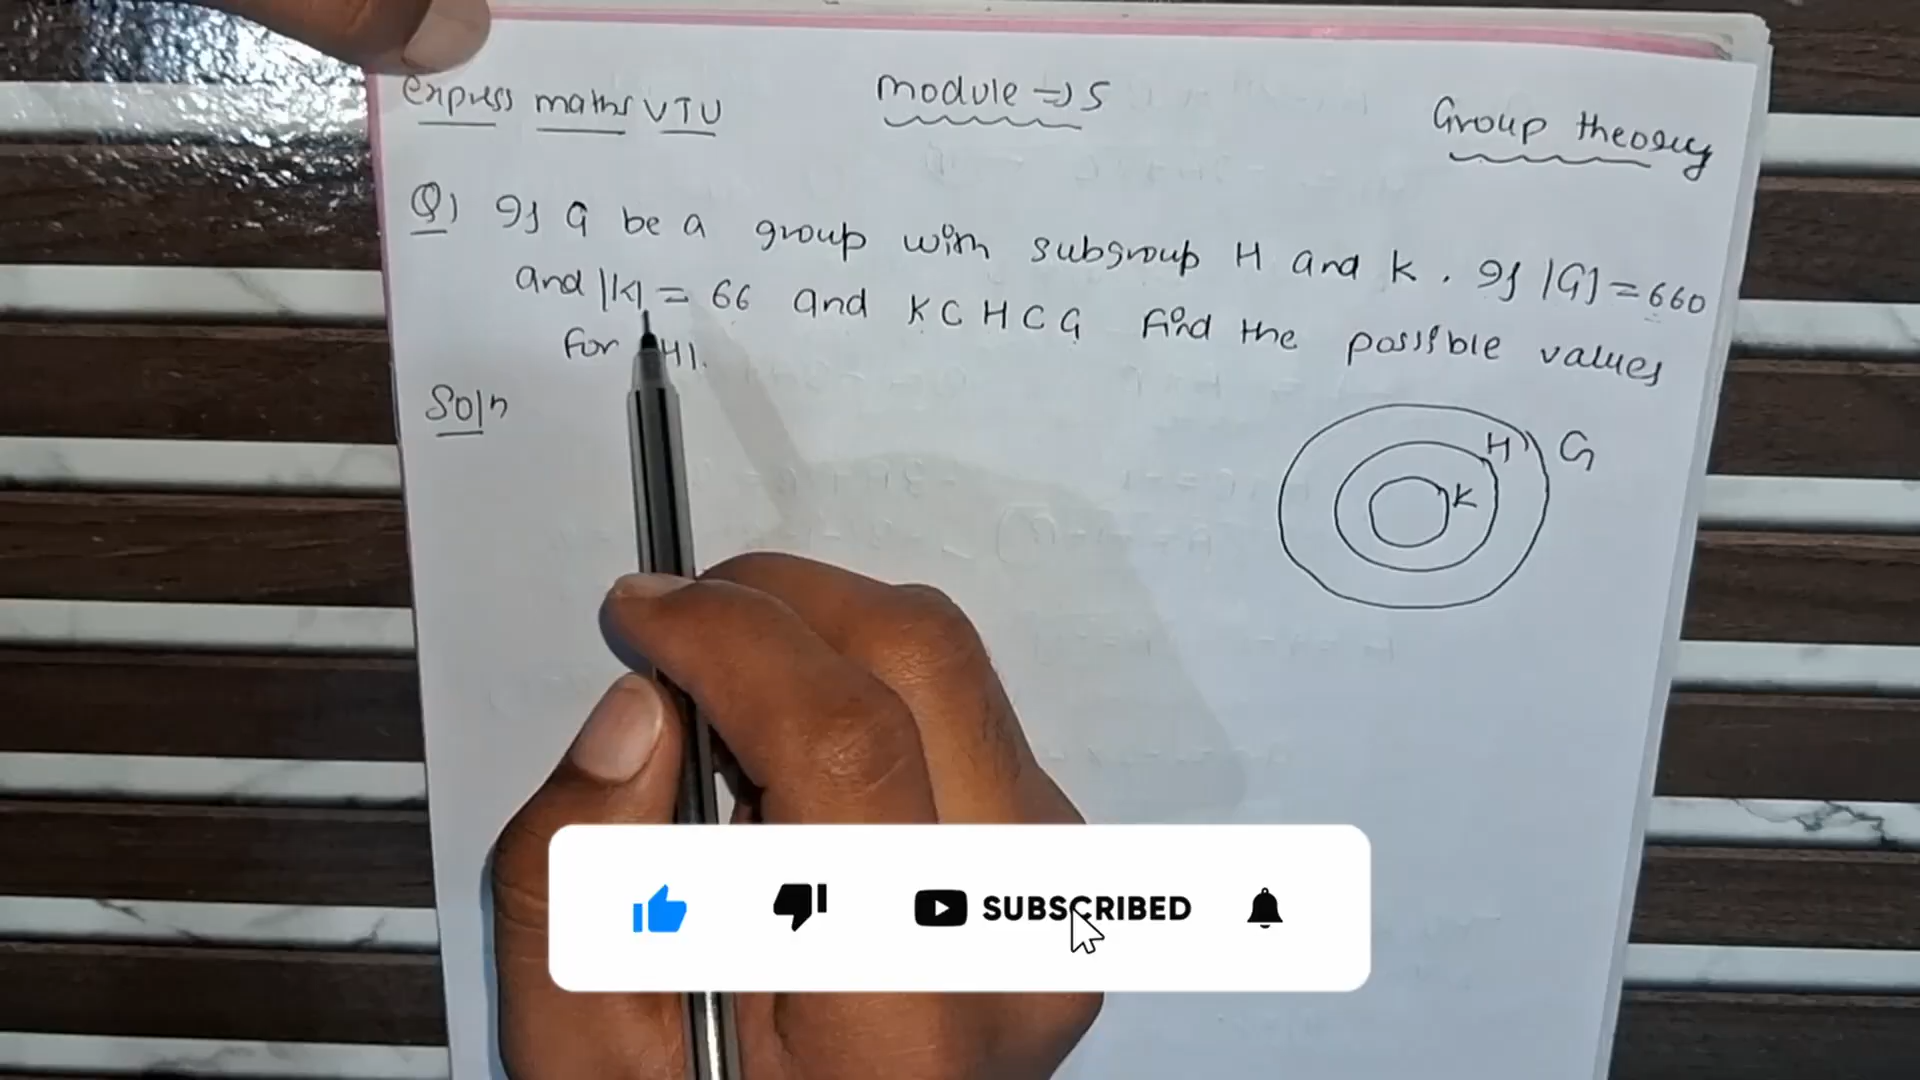 express maths VTU
module => 5
Group theory
Q) If G be a group with subgroup H and K. If |G| = 660
and |K| = 66 and K ⊂ H ⊂ G Find the possible values
for H|.
Soln
H
G
K
SUBSCRIBED